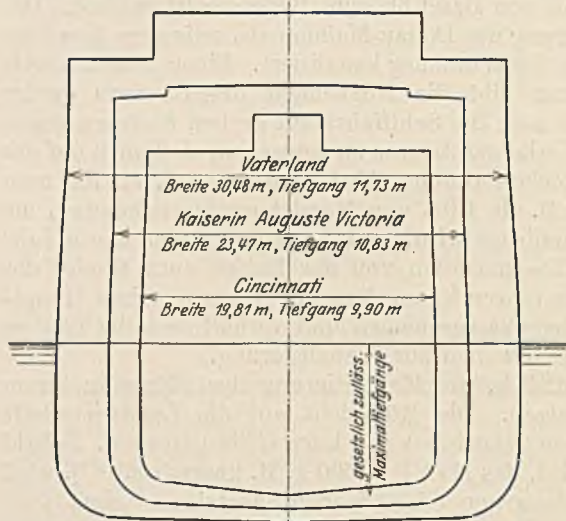 Vaterland
Breite 30,48 m, Tiefgang 11,73 m
Kaiserin Auguste Victoria
Breite 23,47 m, Tiefgang 10,83 m
Cincinnati
Breite 19,81 m, Tiefgang 9,90 m
gesetzlich zuläss
Maximaltiefgänge